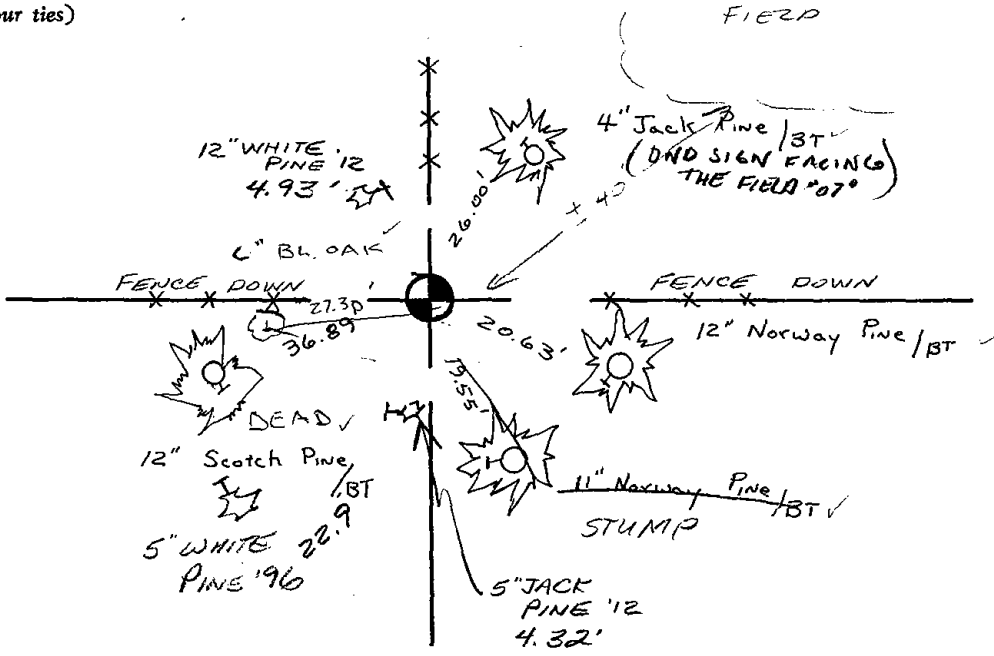 our ties)
FIELD
4" Jack Pine /BT ✓
(DND SIGN FACING
THE FIELD "07"
12" WHITE
PINE '12
4.93'
26.00'
± 40
6" BL. OAK ✓
FENCE DOWN
27.30'
36.89
FENCE DOWN
12" Norway Pine /BT ✓
20.63'
19.55'
DEAD ✓
12" Scotch Pine
/BT
11" Norway Pine /BT ✓
STUMP
5" WHITE
PINE '96
22.9
5" JACK
PINE '12
4.32'